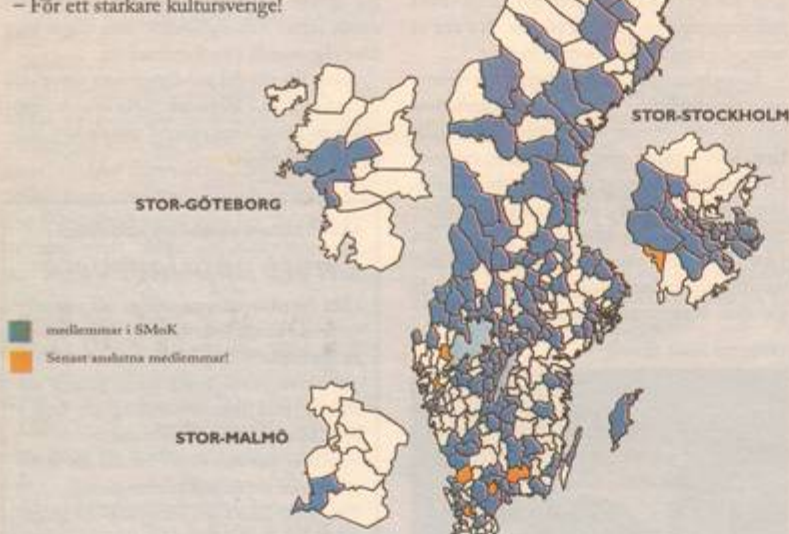 – För ett starkare kultursverige!
STOR-STOCKHOLM
STOR-GÖTEBORG
medlemmar i SMoK
Senast anslutna medlemmar!
STOR-MALMÖ